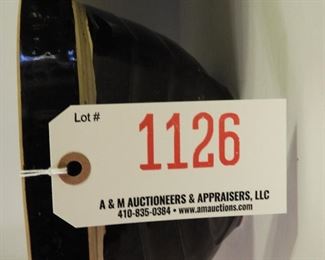 Lot #
1126
A & M AUCTIONEERS & APPRAISERS, LLC
410-835-0384 • www.amauctions.com